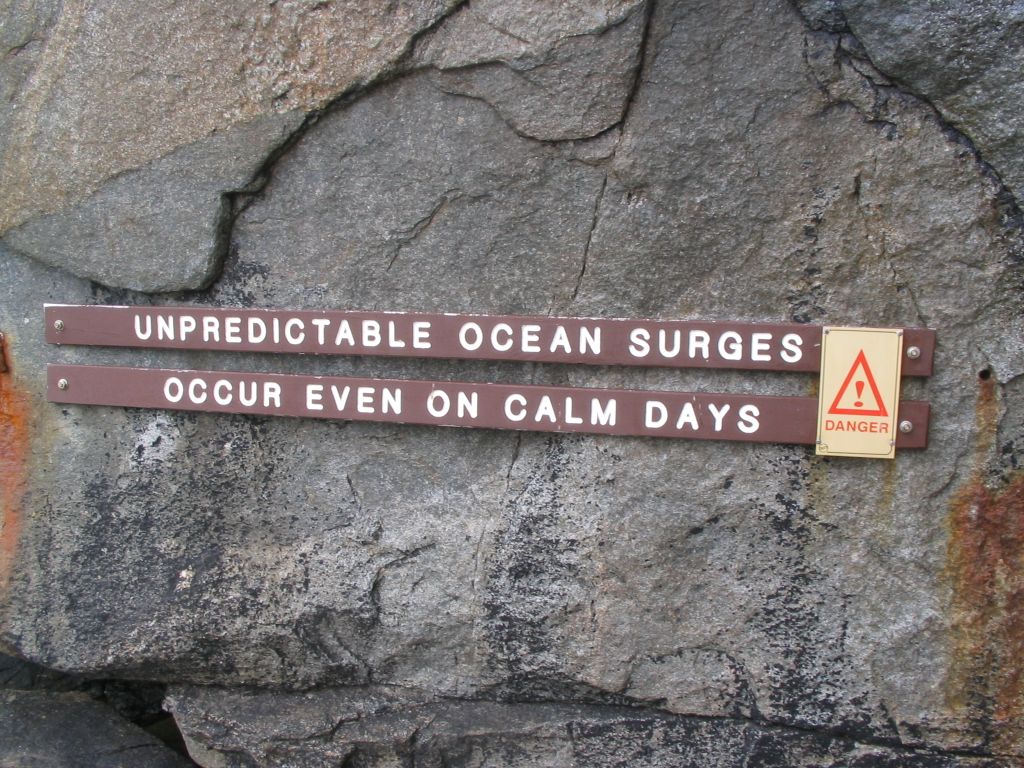 UNPREDICTABLE OCEAN SURGES
OCCUR EVEN ON CALM DAYS
DANGER